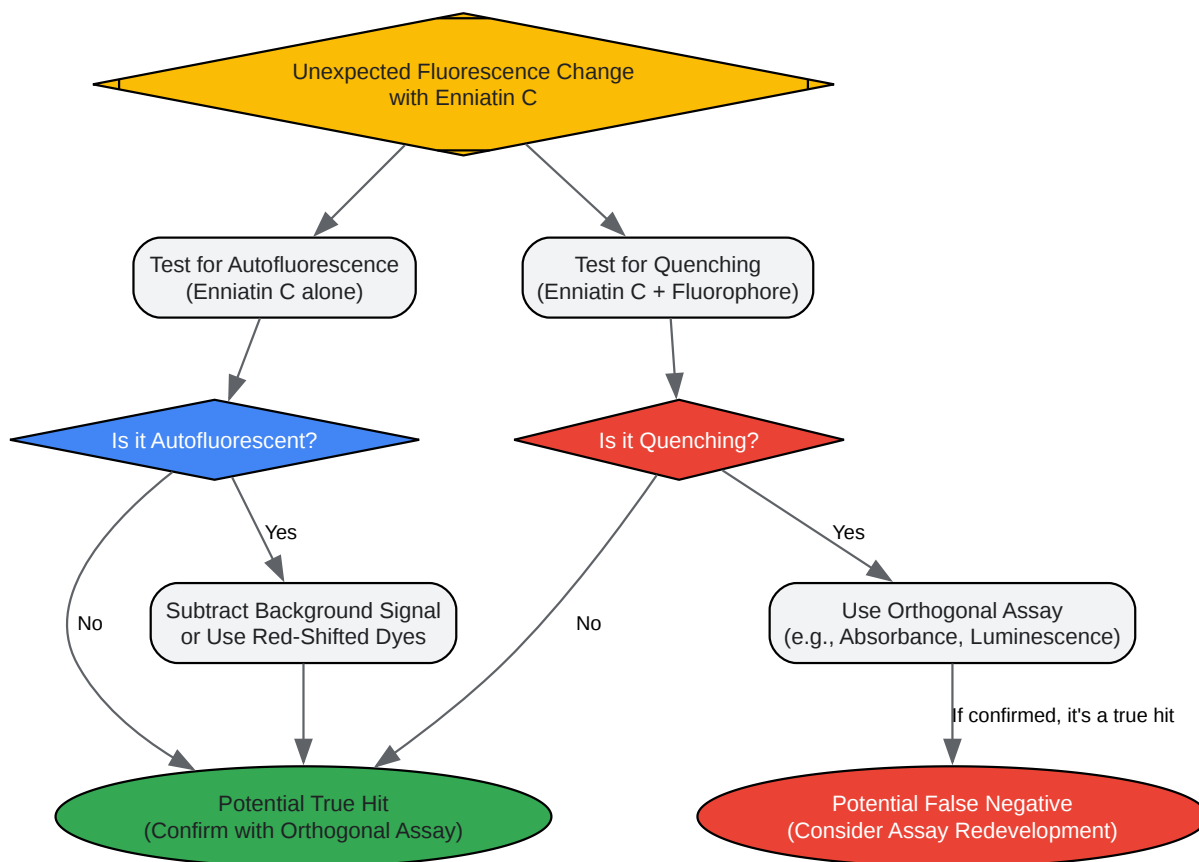 Unexpected Fluorescence Change
with Enniatin C
Test for Autofluorescence
(Enniatin C alone)
Test for Quenching
(Enniatin C + Fluorophore)
Is it Autofluorescent?
Is it Quenching?
Yes
Yes
Subtract Background Signal
or Use Red-Shifted Dyes
Use Orthogonal Assay
(e.g., Absorbance, Luminescence)
No
No
If confirmed, it's a true hit
Potential True Hit
(Confirm with Orthogonal Assay)
Potential False Negative
(Consider Assay Redevelopment)